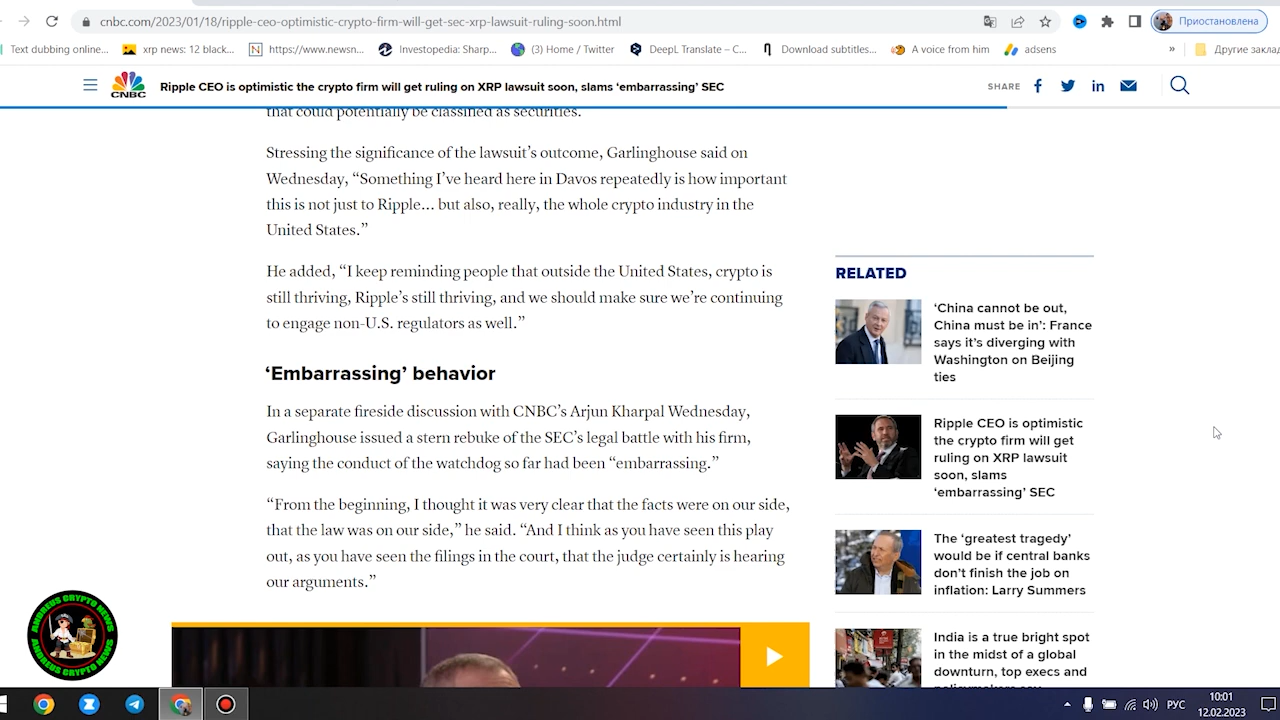 cnbc.com/2023/01/18/ripple-ceo-optimistic-crypto-firm-will-get-sec-xrp-lawsuit-ruling-soon.html
Приостановлена
Text dubbing online...
xrp news: 12 black...
https://www.newsn...
Investopedia: Sharp...
(3) Home / Twitter
DeepL Translate – C...
Download subtitles...
A voice from him
adsens
»
Другие закла
CNBC
Ripple CEO is optimistic the crypto firm will get ruling on XRP lawsuit soon, slams ‘embarrassing’ SEC
SHARE
that could potentially be classified as securities.
Stressing the significance of the lawsuit’s outcome, Garlinghouse said on
Wednesday, “Something I’ve heard here in Davos repeatedly is how important
this is not just to Ripple… but also, really, the whole crypto industry in the
United States.”
He added, “I keep reminding people that outside the United States, crypto is
still thriving, Ripple’s still thriving, and we should make sure we’re continuing
to engage non-U.S. regulators as well.”
‘Embarrassing’ behavior
In a separate fireside discussion with CNBC’s Arjun Kharpal Wednesday,
Garlinghouse issued a stern rebuke of the SEC’s legal battle with his firm,
saying the conduct of the watchdog so far had been “embarrassing.”
“From the beginning, I thought it was very clear that the facts were on our side,
that the law was on our side,” he said. “And I think as you have seen this play
out, as you have seen the filings in the court, that the judge certainly is hearing
our arguments.”
RELATED
‘China cannot be out,
China must be in’: France
says it’s diverging with
Washington on Beijing
ties
Ripple CEO is optimistic
the crypto firm will get
ruling on XRP lawsuit
soon, slams
‘embarrassing’ SEC
The ‘greatest tragedy’
would be if central banks
don’t finish the job on
inflation: Larry Summers
India is a true bright spot
in the midst of a global
downturn, top execs and
ANDREUS CRYPTO NEWS
ANDREUS CRYPTO NEWS
РУС
10:01
12.02.2023